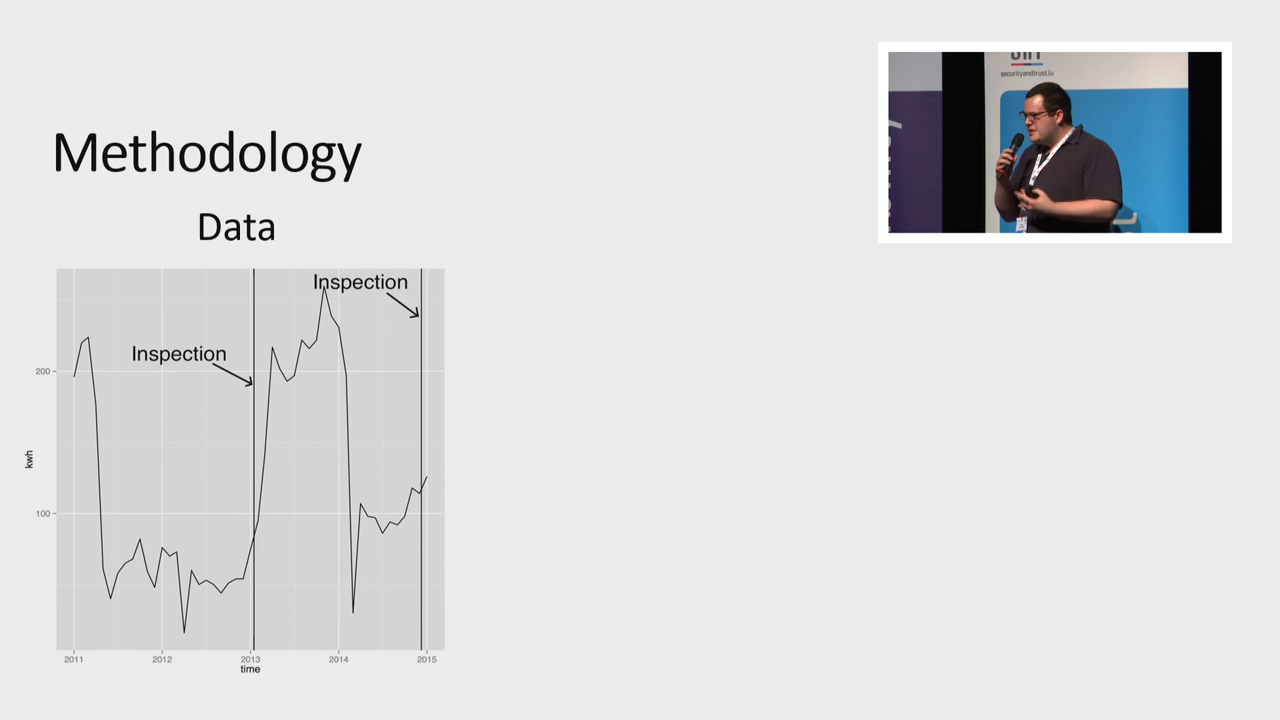 Methodology
Data
Inspection
Inspection
200
100
kwh
2011
2012
2013
2014
2015
time
securityandtrust.lu